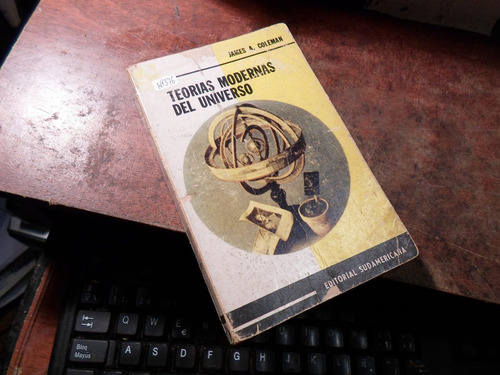 JAMES A. COLEMAN
TEORIAS MODERNAS
DEL UNIVERSO
EDITORIAL SUDAMERICANA
Q W E R T
€
Bloq
Mayús
A S D F G H J K L